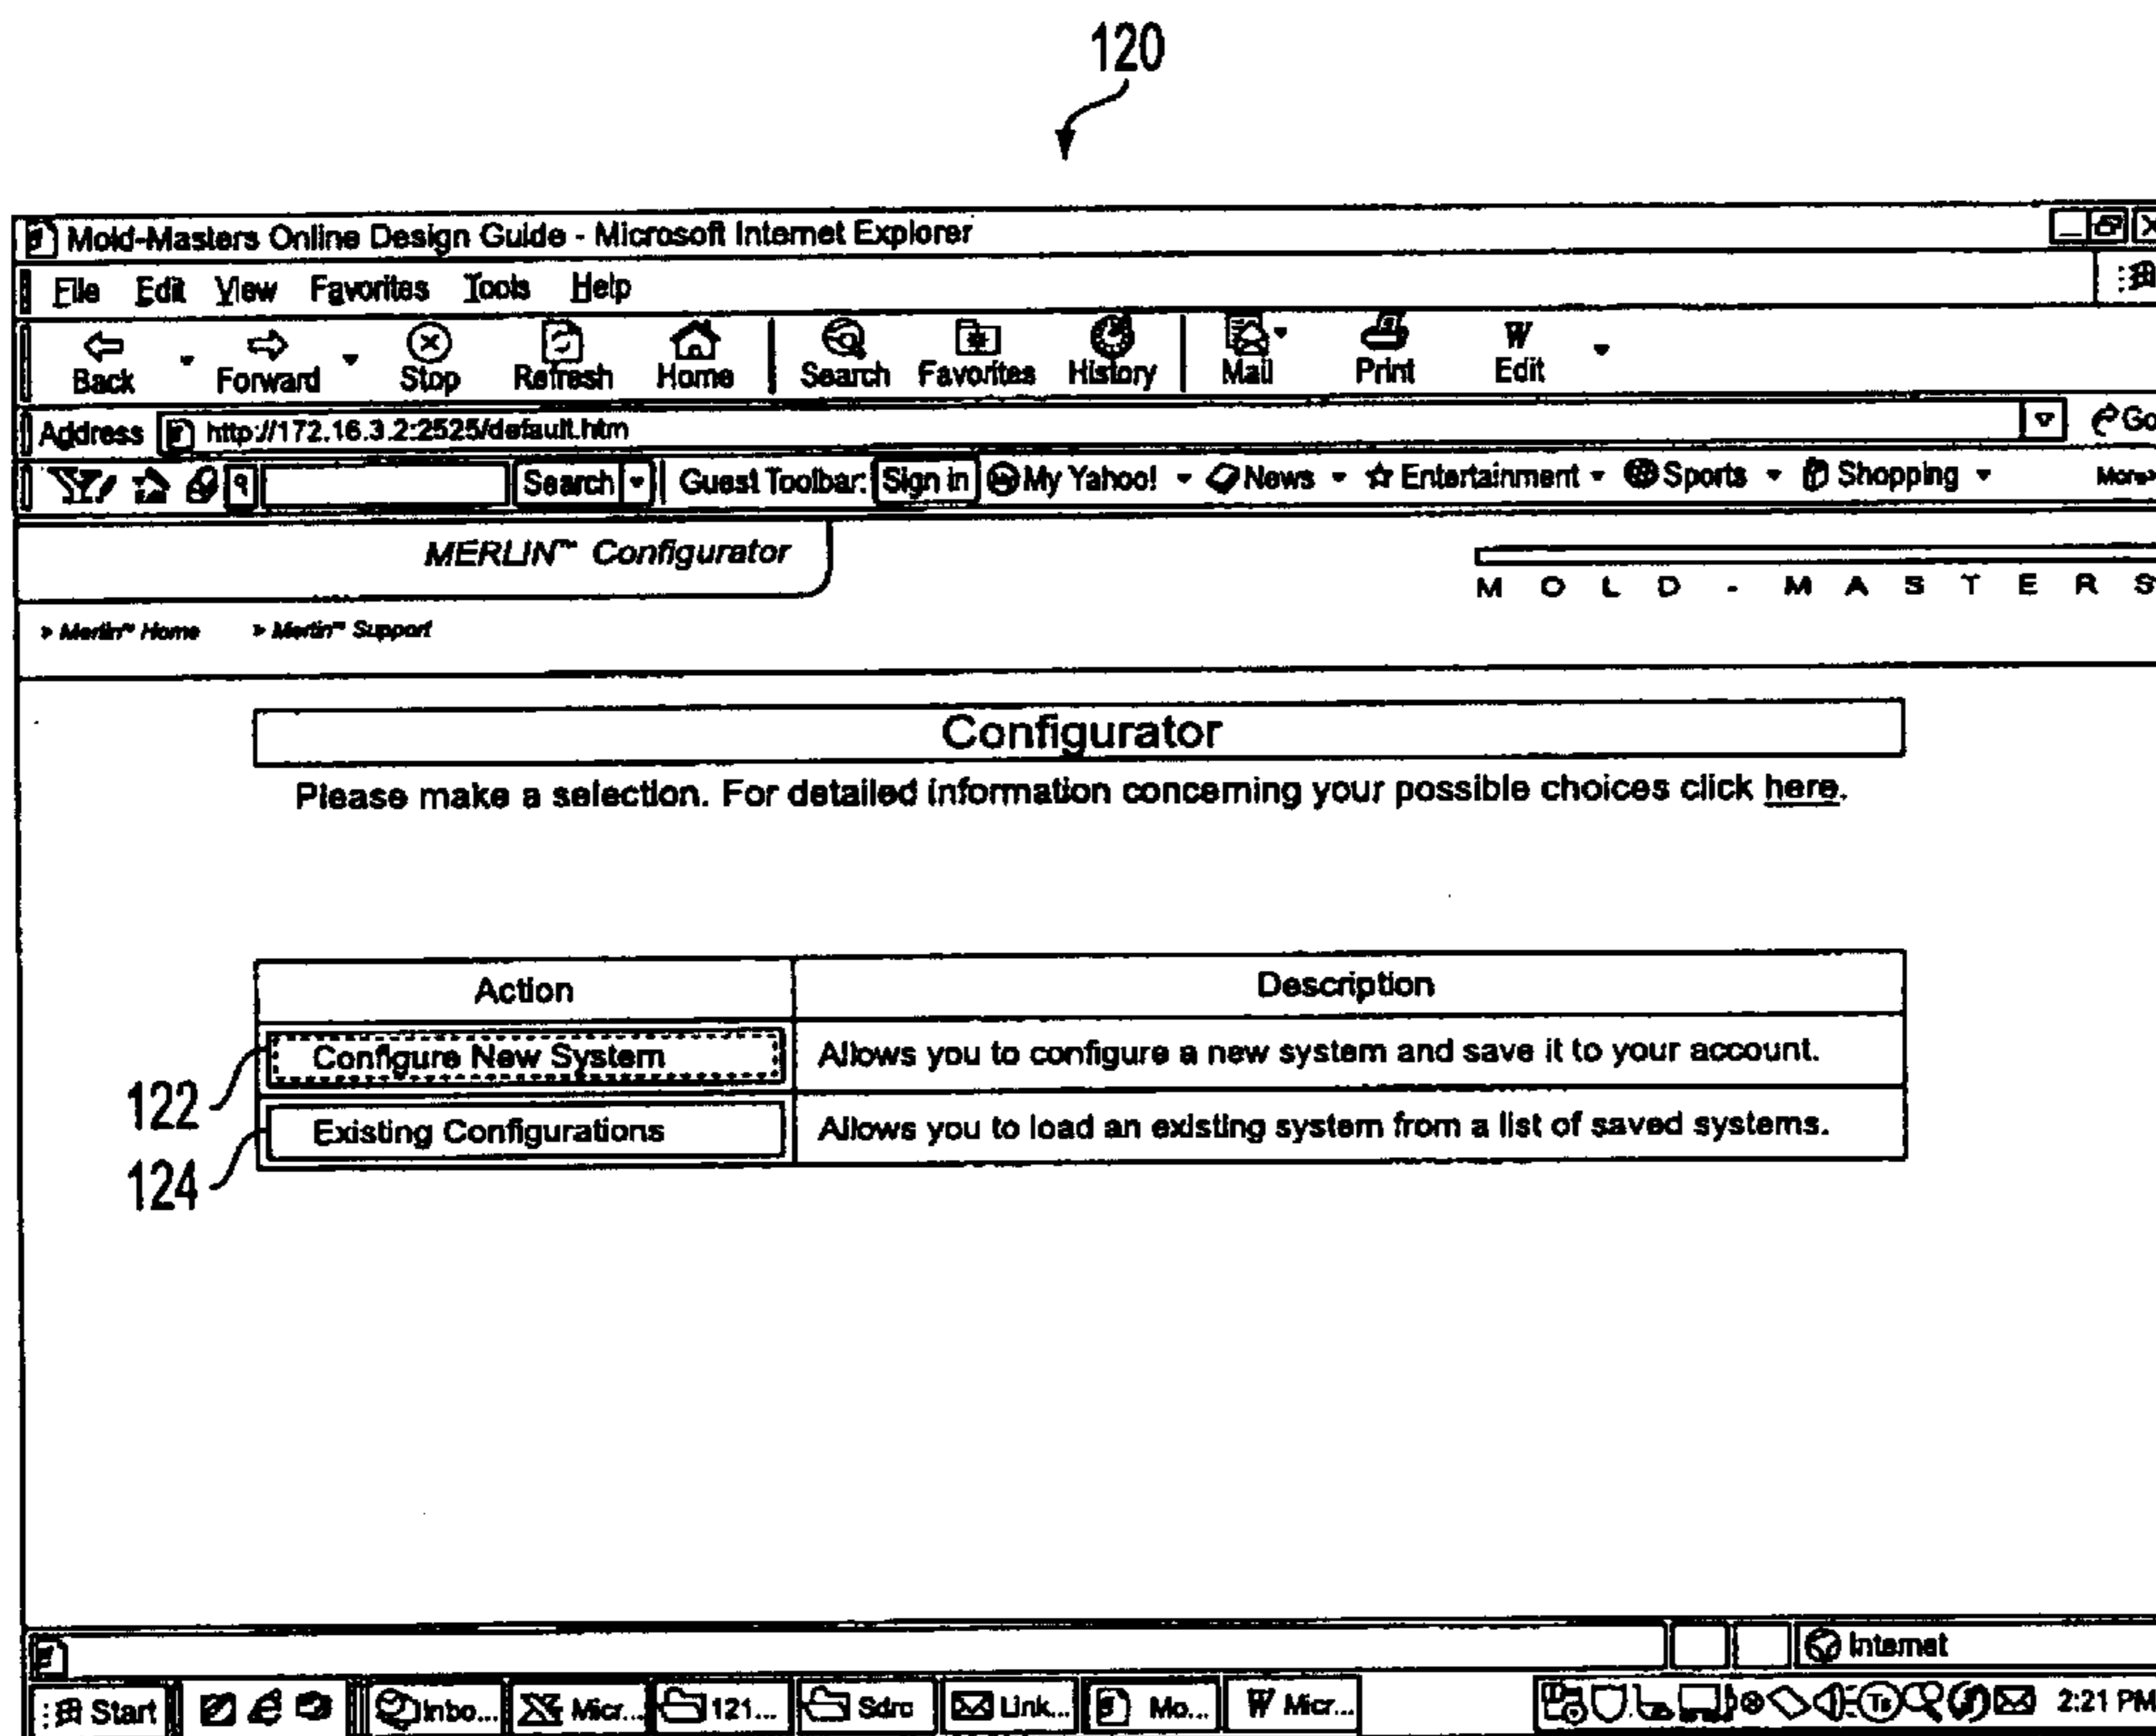 120
Mold-Masters Online Design Guide - Microsoft Internet Explorer
File Edit View Favorites Tools Help
Back Forward Stop Refresh Home Search Favorites History Mail Print Edit
Address http://172.16.3.2:2525/default.htm Go
Search Guest Toolbar: Sign in My Yahoo! News Entertainment Sports Shopping More»
MERLIN™ Configurator
MOLD-MASTERS
» Merlin™ Home » Merlin™ Support
Configurator
Please make a selection. For detailed information concerning your possible choices click here.
Action Description
Configure New System Allows you to configure a new system and save it to your account.
122
Existing Configurations Allows you to load an existing system from a list of saved systems.
124
Internet
Start Inbo... Micr... 121... Sdrc Link... Mo... Micr... 2:21 PM